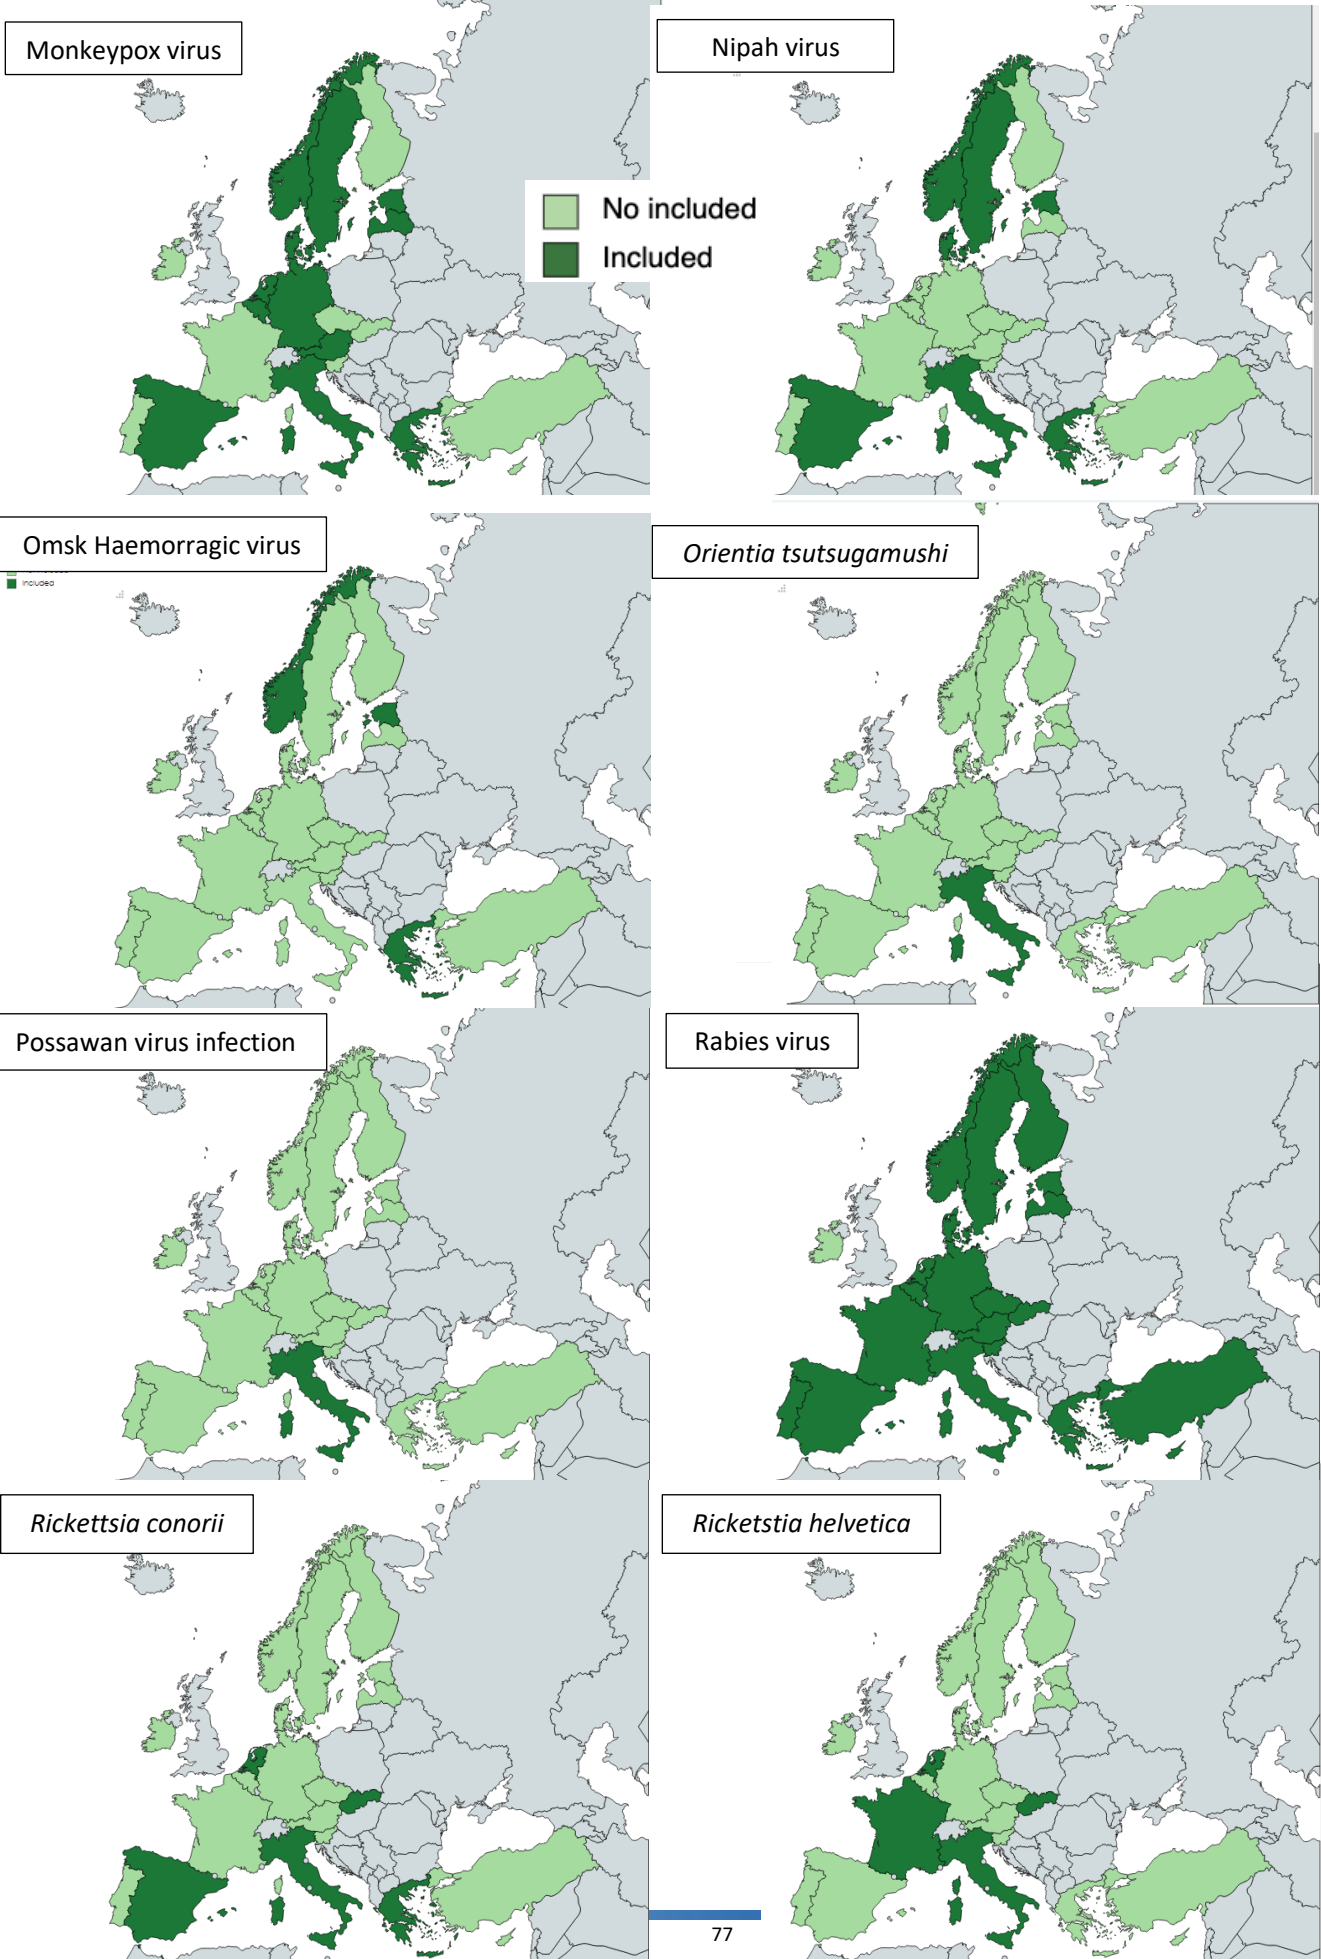 Monkeypox virus
Nipah virus
No included
Included
Omsk Haemorragic virus
Orientia tsutsugamushi
Included
Possawan virus infection
Rabies virus
Rickettsia conorii
Ricketstia helvetica
77